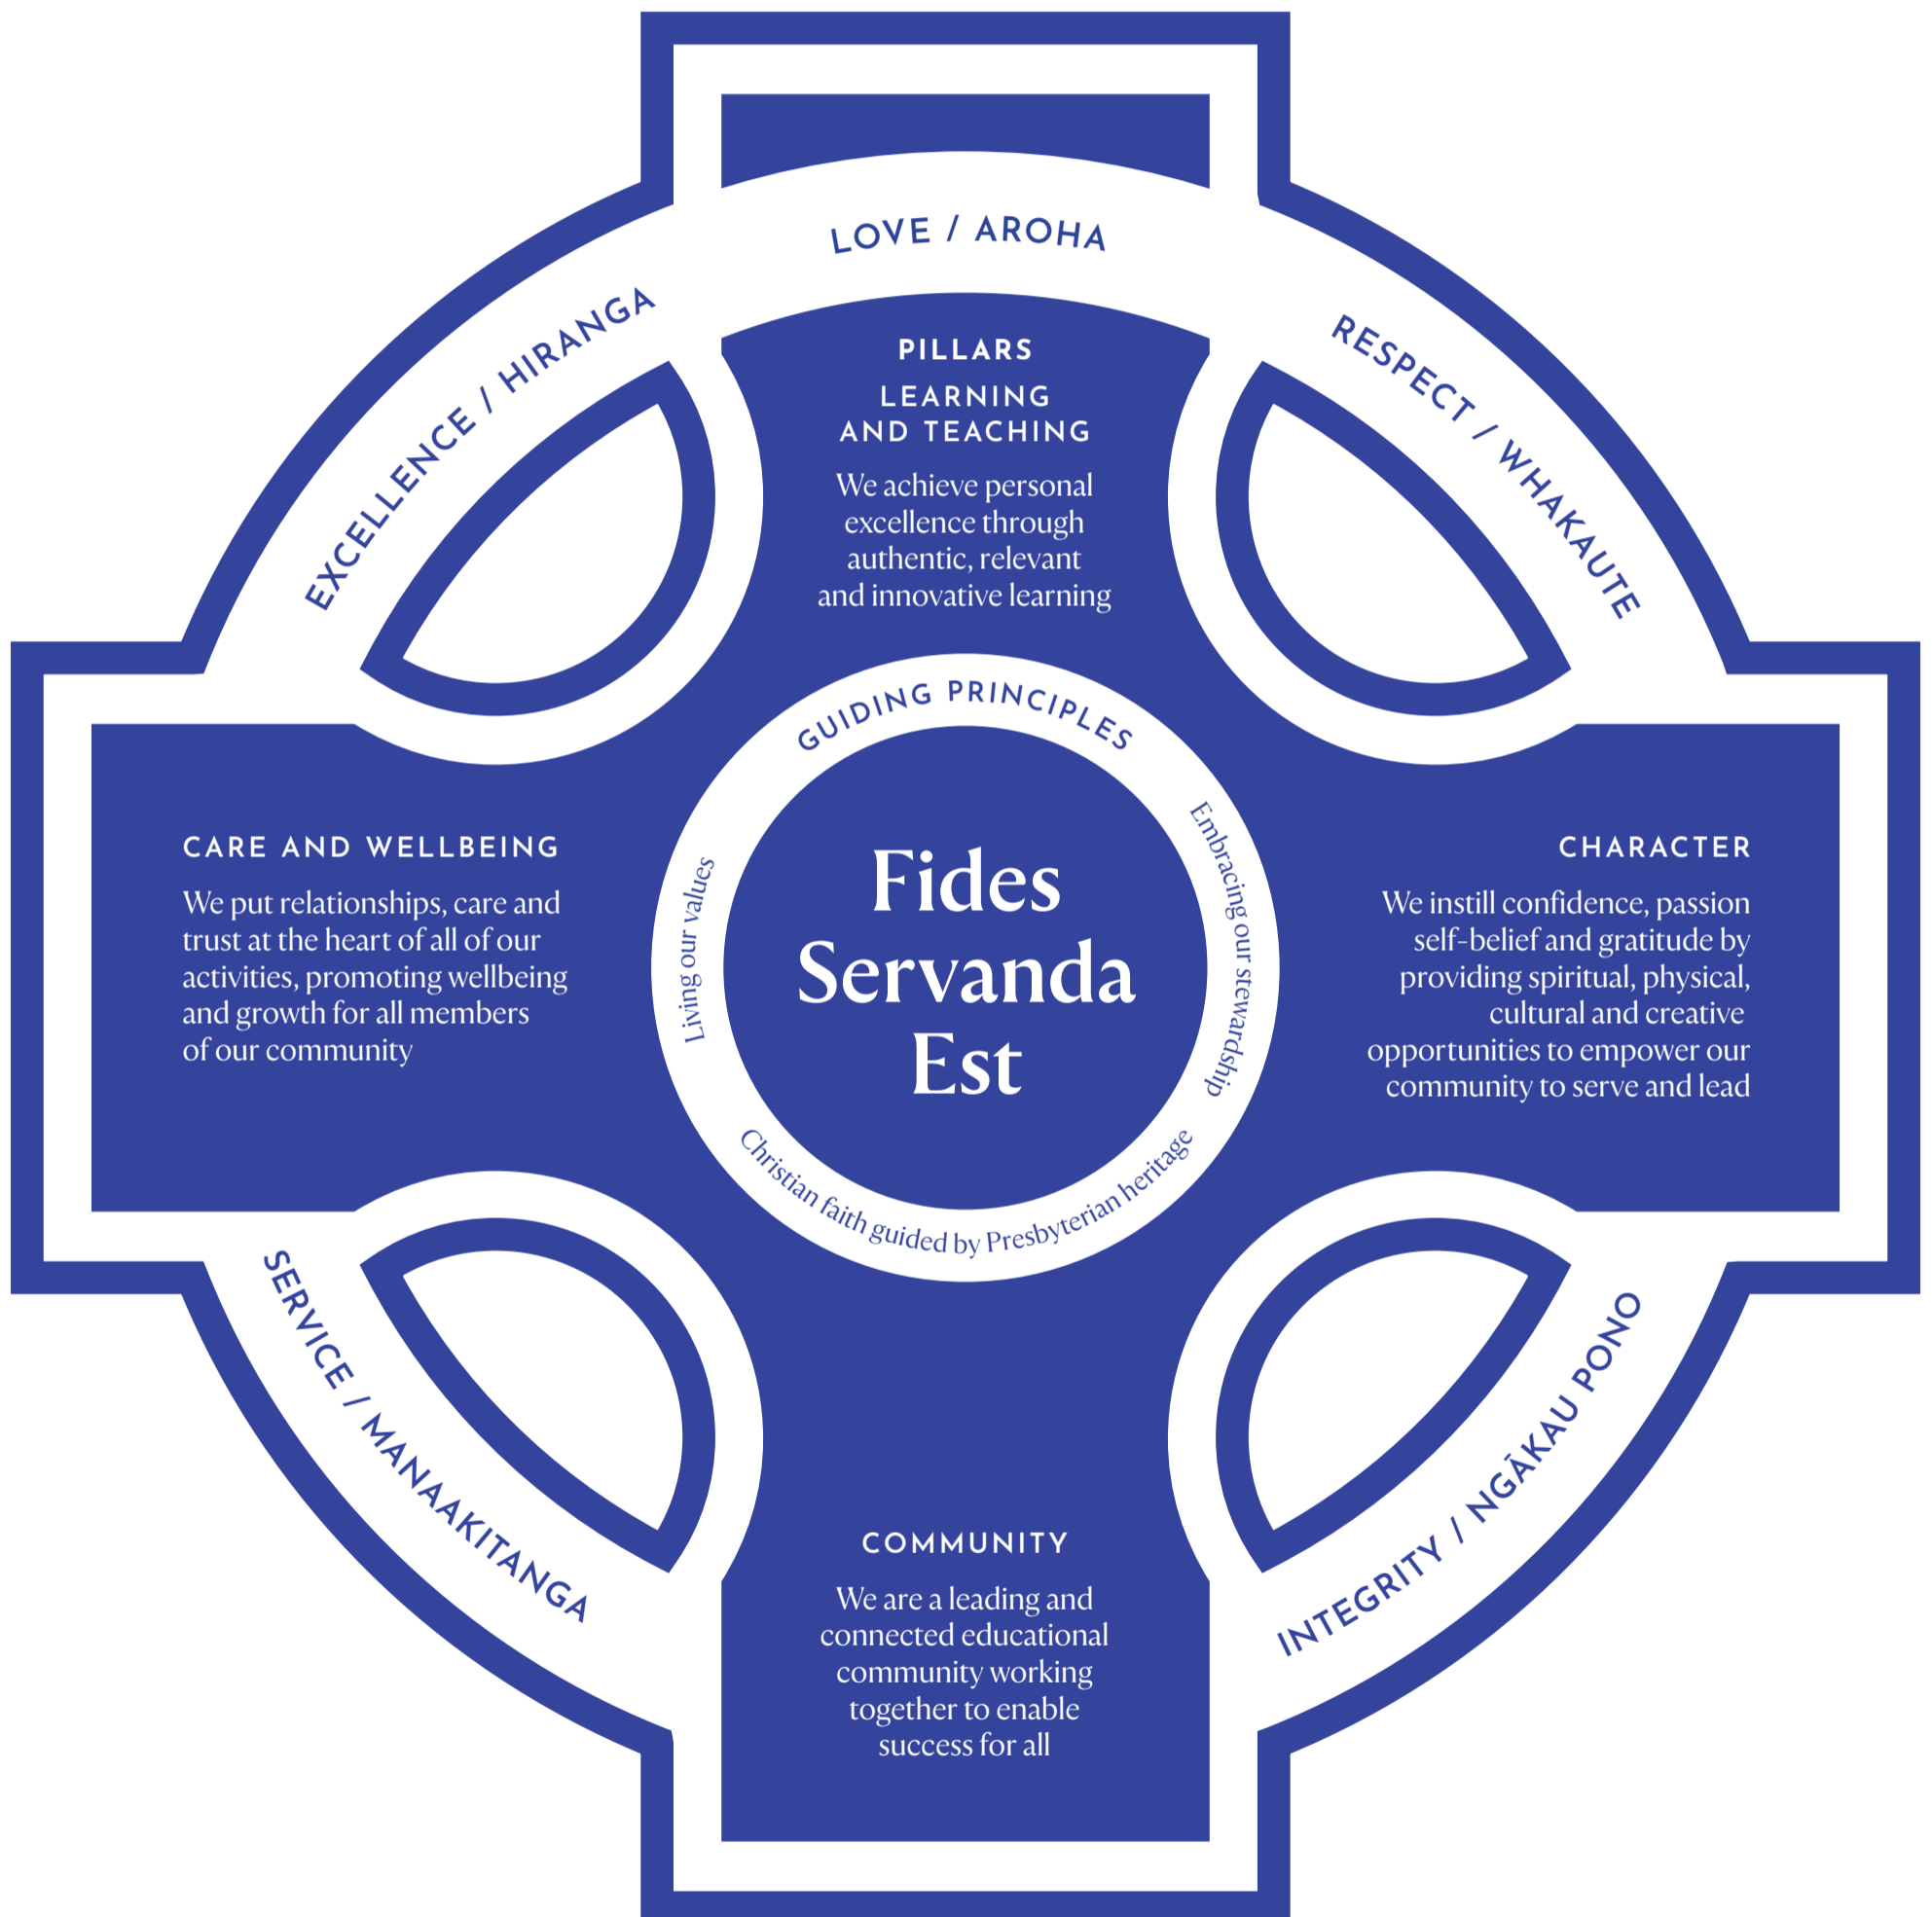 LOVE / AROHA
EXCELLENCE / HIRANGA
RESPECT / WHAKAUTE
PILLARS
LEARNING
AND TEACHING
We achieve personal
excellence through
authentic, relevant
and innovative learning
GUIDING PRINCIPLES
Living our values
Embracing our stewardship
Christian faith guided by Presbyterian heritage
Fides
Servanda
Est
CARE AND WELLBEING
We put relationships, care and
trust at the heart of all of our
activities, promoting wellbeing
and growth for all members
of our community
CHARACTER
We instill confidence, passion
self-belief and gratitude by
providing spiritual, physical,
cultural and creative
opportunities to empower our
community to serve and lead
SERVICE / MANAAKITANGA
INTEGRITY / NGĀKAU PONO
COMMUNITY
We are a leading and
connected educational
community working
together to enable
success for all